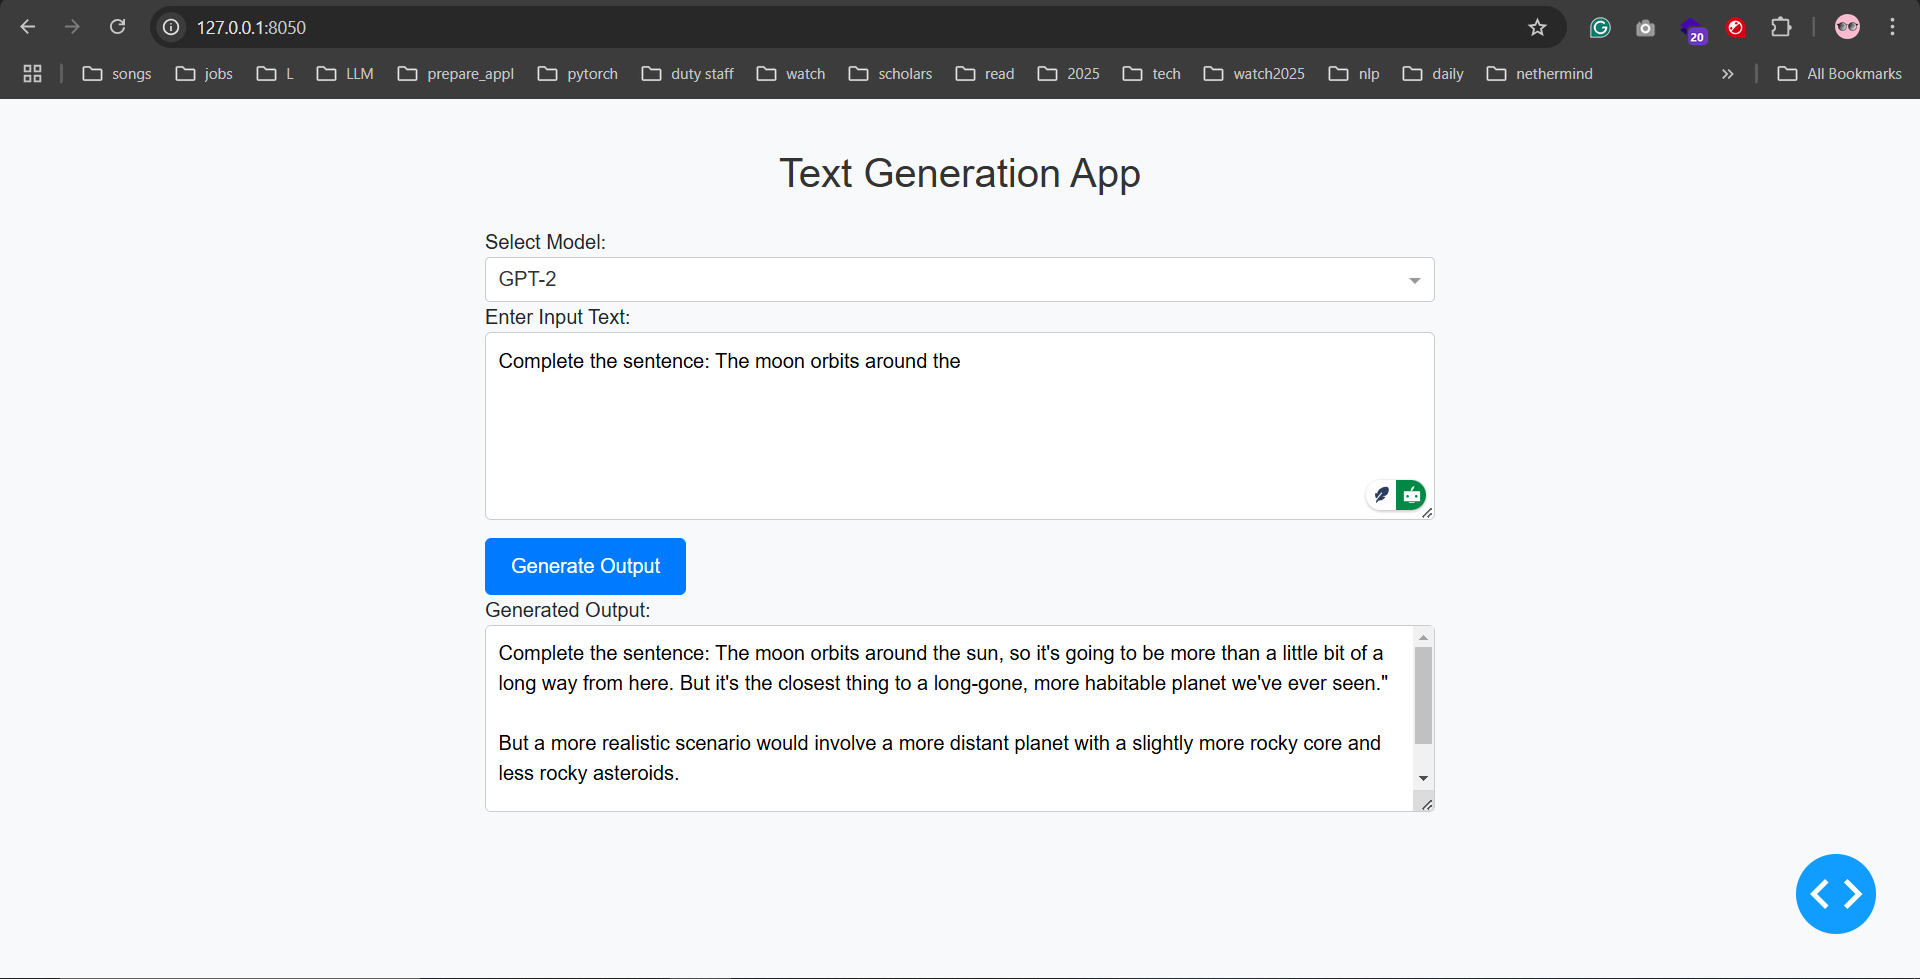 127.0.0.1:8050
20
songs jobs L LLM prepare_appl pytorch duty staff watch scholars read 2025 tech watch2025 nlp daily nethermind » All Bookmarks
Text Generation App
Select Model:
GPT-2
Enter Input Text:
Complete the sentence: The moon orbits around the
Generate Output
Generated Output:
Complete the sentence: The moon orbits around the sun, so it's going to be more than a little bit of a
long way from here. But it's the closest thing to a long-gone, more habitable planet we've ever seen."
But a more realistic scenario would involve a more distant planet with a slightly more rocky core and
less rocky asteroids.